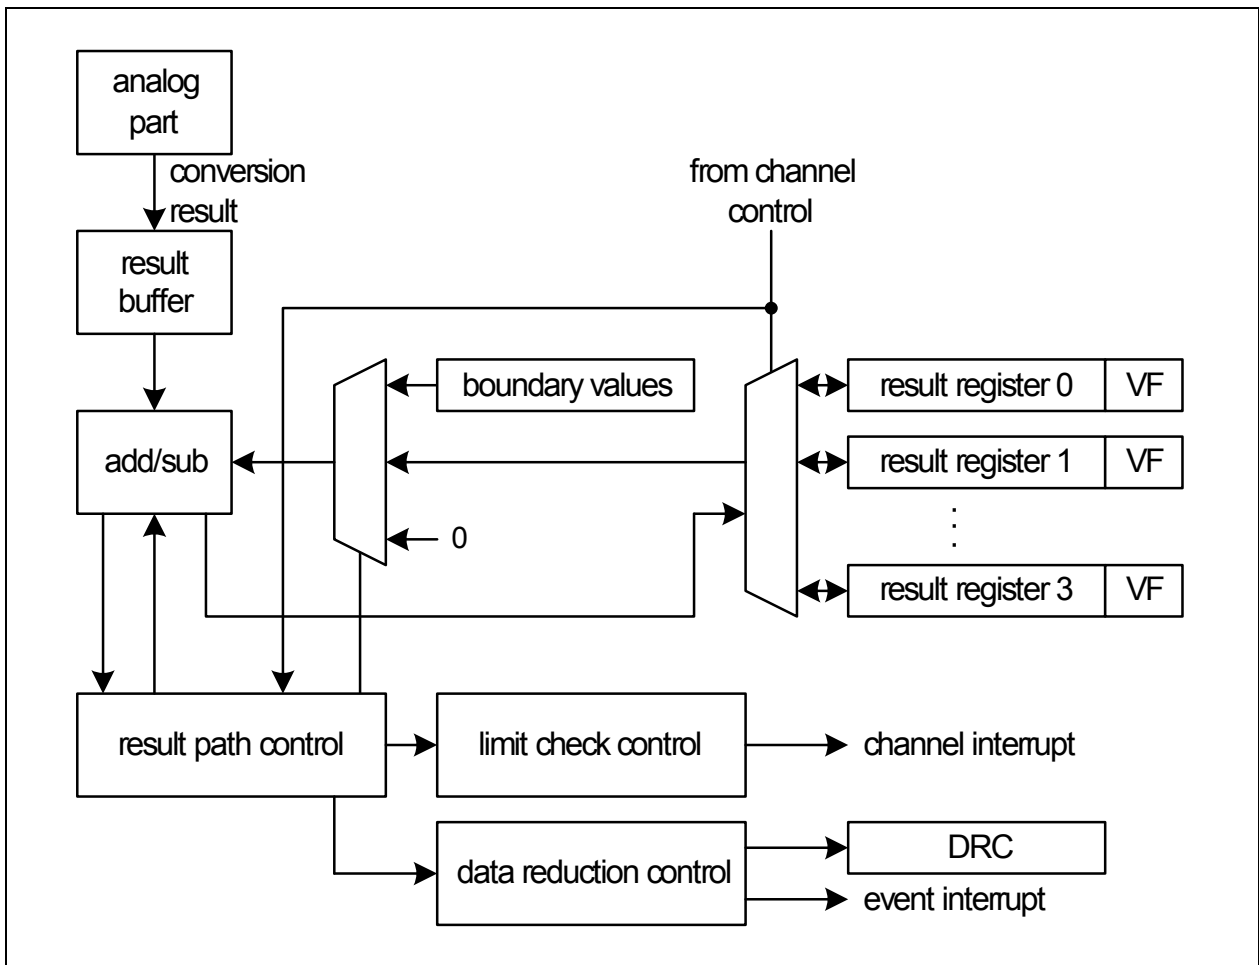 analog
part
conversion
result
from channel
control
result
buffer
boundary values
result register 0 VF
add/sub
result register 1 VF
0
result register 3 VF
result path control
limit check control
channel interrupt
data reduction control
DRC
event interrupt